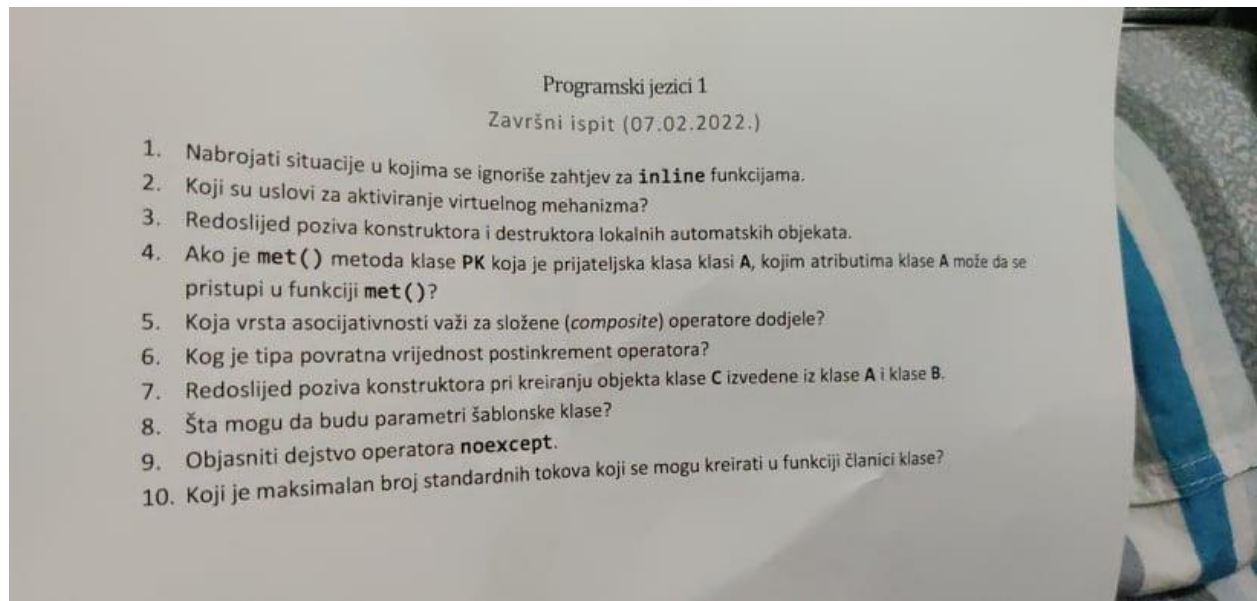 Programski jezici 1
Završni ispit (07.02.2022.)
1. Nabrojati situacije u kojima se ignoriše zahtjev za inline funkcijama.
2. Koji su uslovi za aktiviranje virtuelnog mehanizma?
3. Redoslijed poziva konstruktora i destruktora lokalnih automatskih objekata.
4. Ako je met() metoda klase PK koja je prijateljska klasa klasi A, kojim atributima klase A može da se
pristupi u funkciji met()?
5. Koja vrsta asocijativnosti važi za složene (composite) operatore dodjele?
6. Kog je tipa povratna vrijednost postinkrement operatora?
7. Redoslijed poziva konstruktora pri kreiranju objekta klase C izvedene iz klase A i klase B.
8. Šta mogu da budu parametri šablonske klase?
9. Objasniti dejstvo operatora noexcept.
10. Koji je maksimalan broj standardnih tokova koji se mogu kreirati u funkciji članici klase?